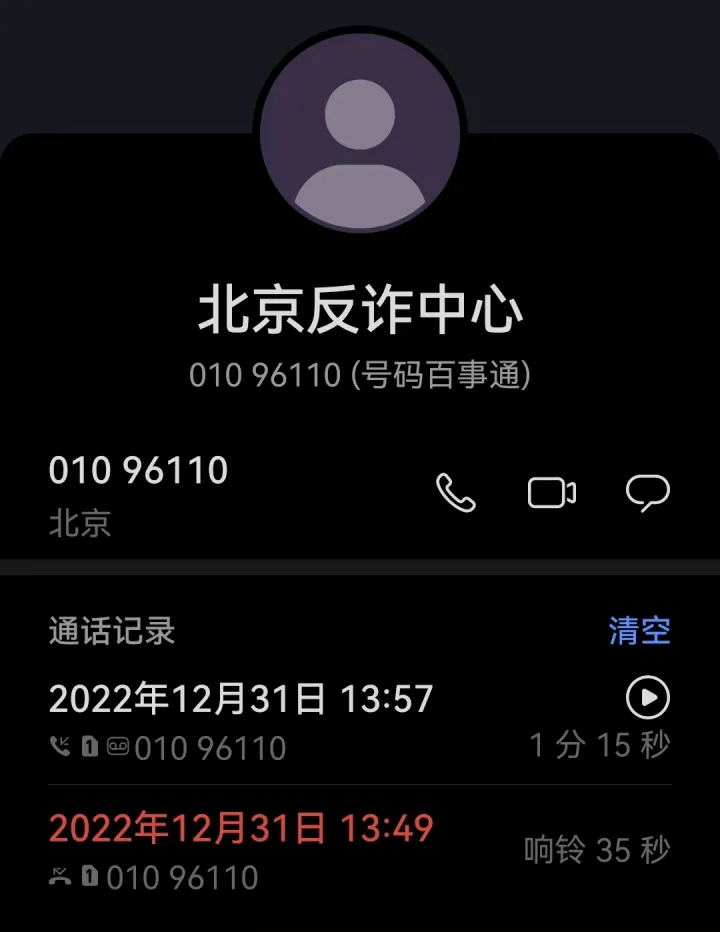 北京反诈中心
010 96110 (号码百事通)
010 96110
北京
通话记录
清空
2022年12月31日 13:57
1 010 96110
1 分 15 秒
2022年12月31日 13:49
1 010 96110
响铃 35 秒